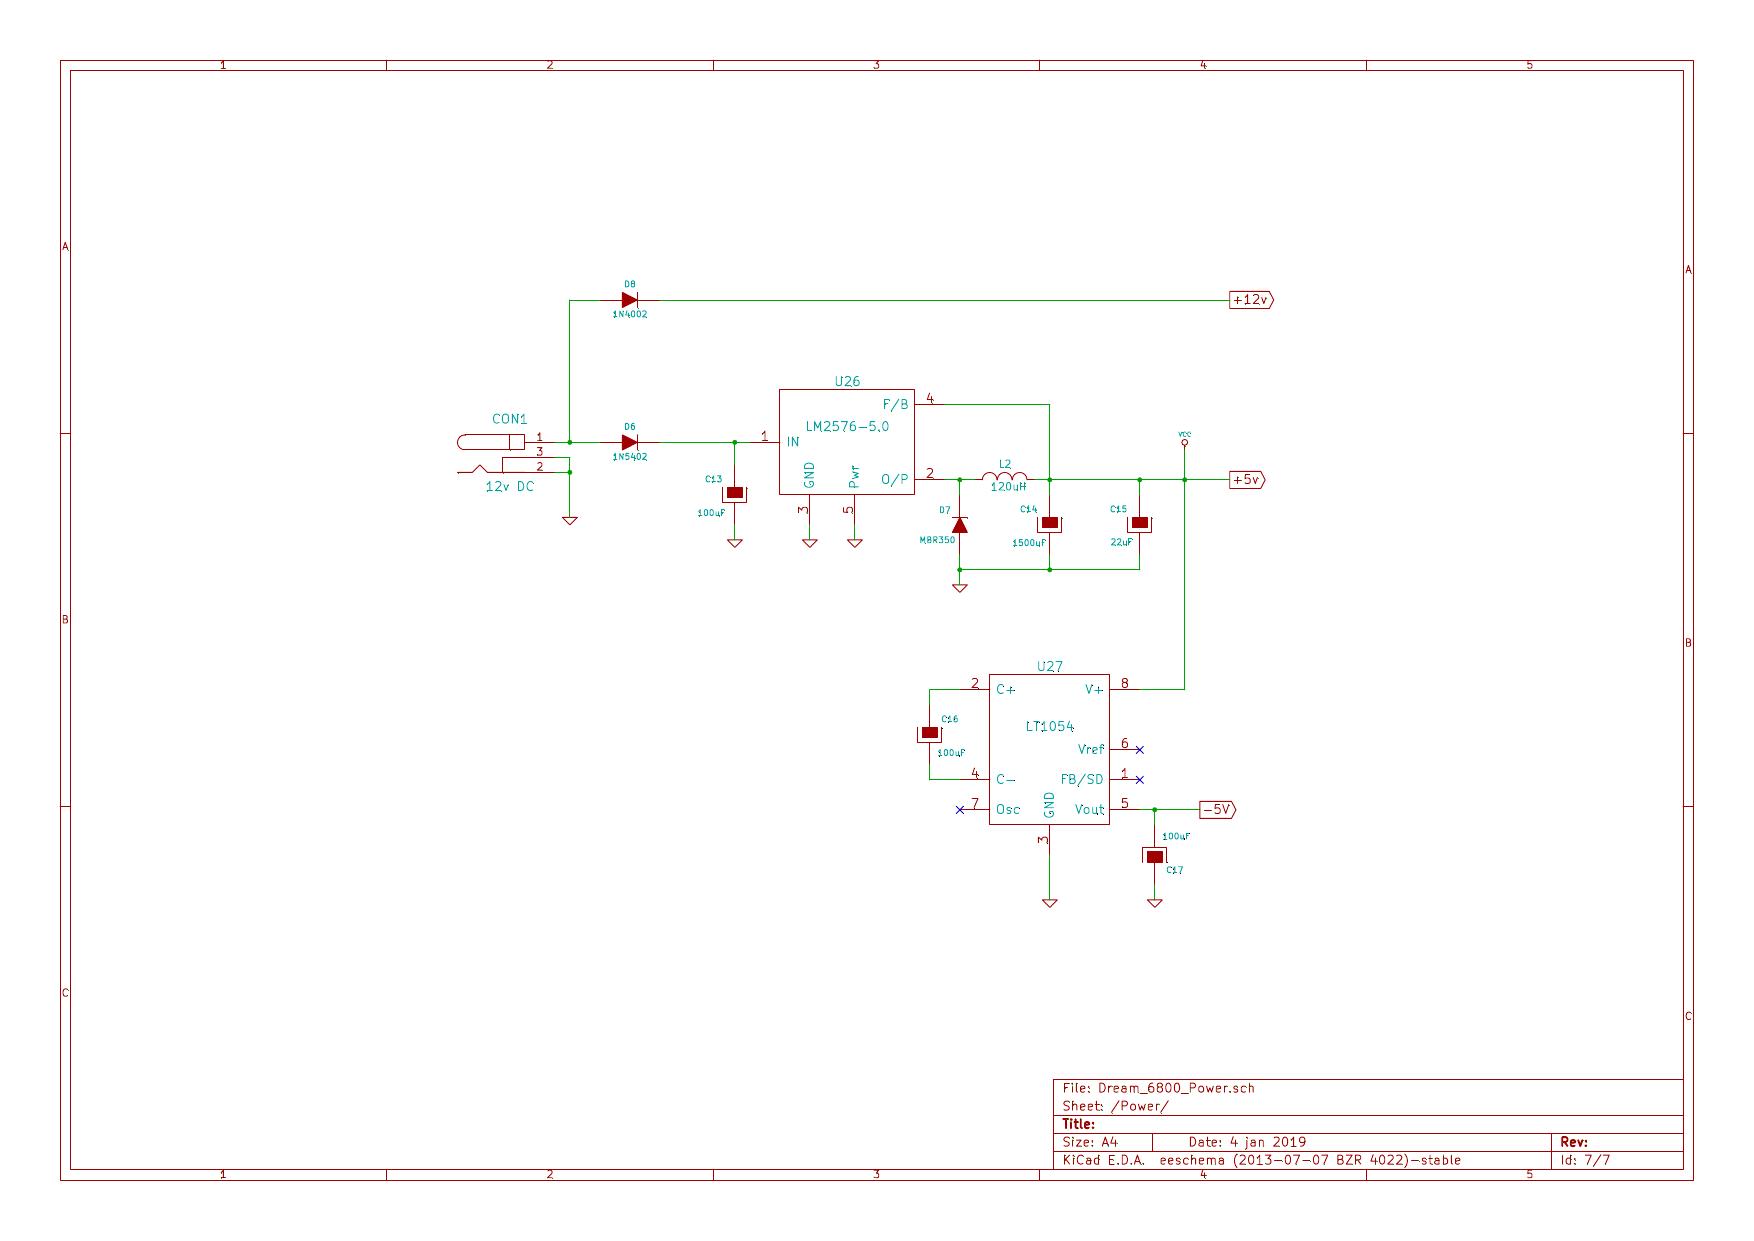 1 2 3 4 5
A
A
D8
+12v
1N4002
U26
F/B 4
CON1
LM2576-5.0
D6
1 1 IN
VCC
3
1N5402
2
L2
GND Pwr O/P 2
+5v
C13
12v DC
120uH
3 5
D7 C14 C15
100uF
MBR350 1500uF 22uF
B
B
U27
2 C+ V+ 8
C16
LT1054
Vref 6
100uF
4 C- FB/SD 1
7 Osc GND Vout 5
-5V
100uF
3
C17
C
C
File: Dream_6800_Power.sch
Sheet: /Power/
Title:
Size: A4 Date: 4 jan 2019 Rev:
KiCad E.D.A. eeschema (2013-07-07 BZR 4022)-stable Id: 7/7
1 2 3 4 5